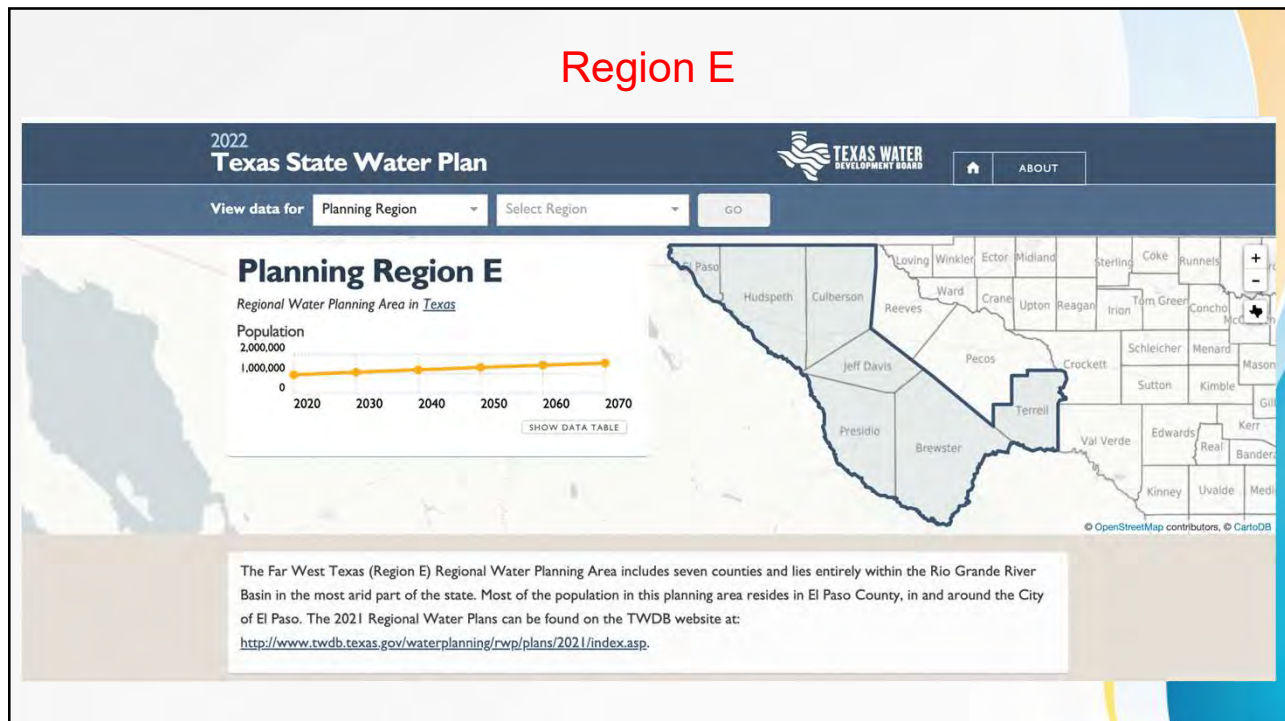 Region E
2022
Texas State Water Plan
TEXAS WATER
DEVELOPMENT BOARD
ABOUT
View data for
Planning Region
Select Region
GO
Planning Region E
Regional Water Planning Area in Texas
Population
2,000,000
1,000,000
0
2020 2030 2040 2050 2060 2070
SHOW DATA TABLE
El Paso
Hudspeth
Culberson
Jeff Davis
Presidio
Brewster
Terrell
Loving
Winkler
Ector
Midland
Sterling
Coke
Runnels
Reeves
Ward
Crane
Upton
Reagan
Irion
Tom Green
Concho
Pecos
Crockett
Schleicher
Menard
Mason
Sutton
Kimble
Val Verde
Edwards
Real
Kerr
Bandera
Kinney
Uvalde
Medi
+
−
© OpenStreetMap contributors, © CartoDB
The Far West Texas (Region E) Regional Water Planning Area includes seven counties and lies entirely within the Rio Grande River
Basin in the most arid part of the state. Most of the population in this planning area resides in El Paso County, in and around the City
of El Paso. The 2021 Regional Water Plans can be found on the TWDB website at:
http://www.twdb.texas.gov/waterplanning/rwp/plans/2021/index.asp.